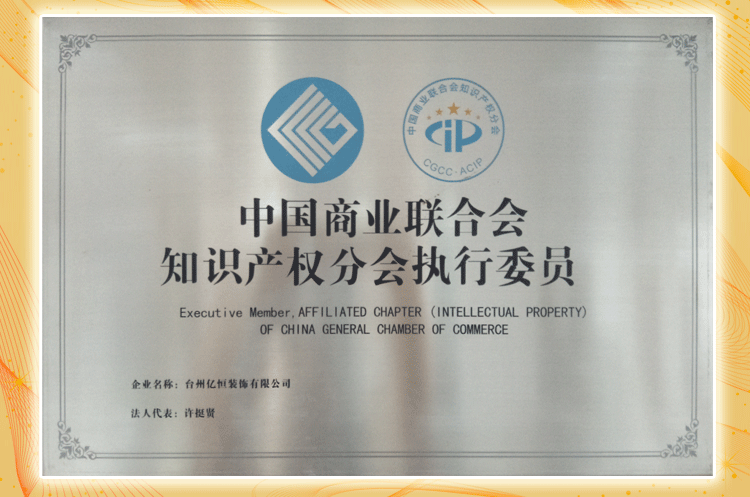 中国商业联合会知识产权分会
CIP
CGCC-ACIP
中国商业联合会
知识产权分会执行委员
Executive Member,AFFILIATED CHAPTER (INTELLECTUAL PROPERTY)
OF CHINA GENERAL CHAMBER OF COMMERCE
企业名称：台州亿恒装饰有限公司
法人代表：许挺贤